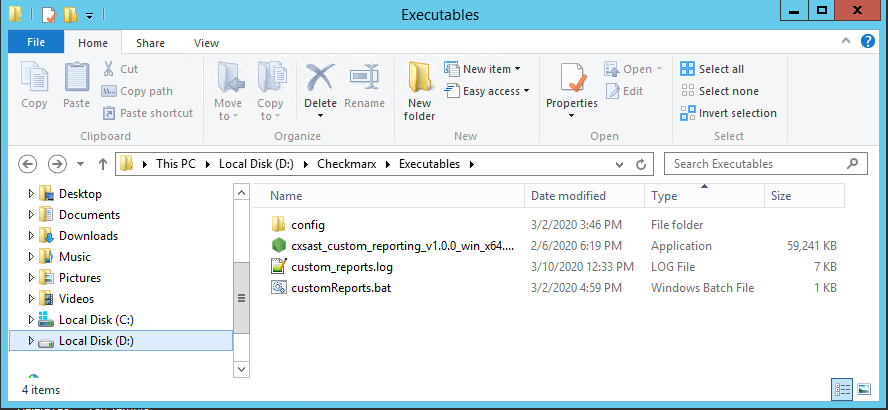 Executables
File Home Share View
Copy
Paste
Cut
Copy path
Paste shortcut
Clipboard
Move to
Copy to
Delete
Rename
Organize
New folder
New item
Easy access
New
Properties
Open
Edit
Open
Select all
Select none
Invert selection
Select
This PC Local Disk (D:) Checkmarx Executables
Search Executables
Desktop
Documents
Downloads
Music
Pictures
Videos
Local Disk (C:)
Local Disk (D:)
Name Date modified Type Size
config 3/2/2020 3:46 PM File folder
cxsast_custom_reporting_v1.0.0_win_x64.... 2/6/2020 6:19 PM Application 59,241 KB
custom_reports.log 3/10/2020 12:33 PM LOG File 7 KB
customReports.bat 3/2/2020 4:59 PM Windows Batch File 1 KB
4 items